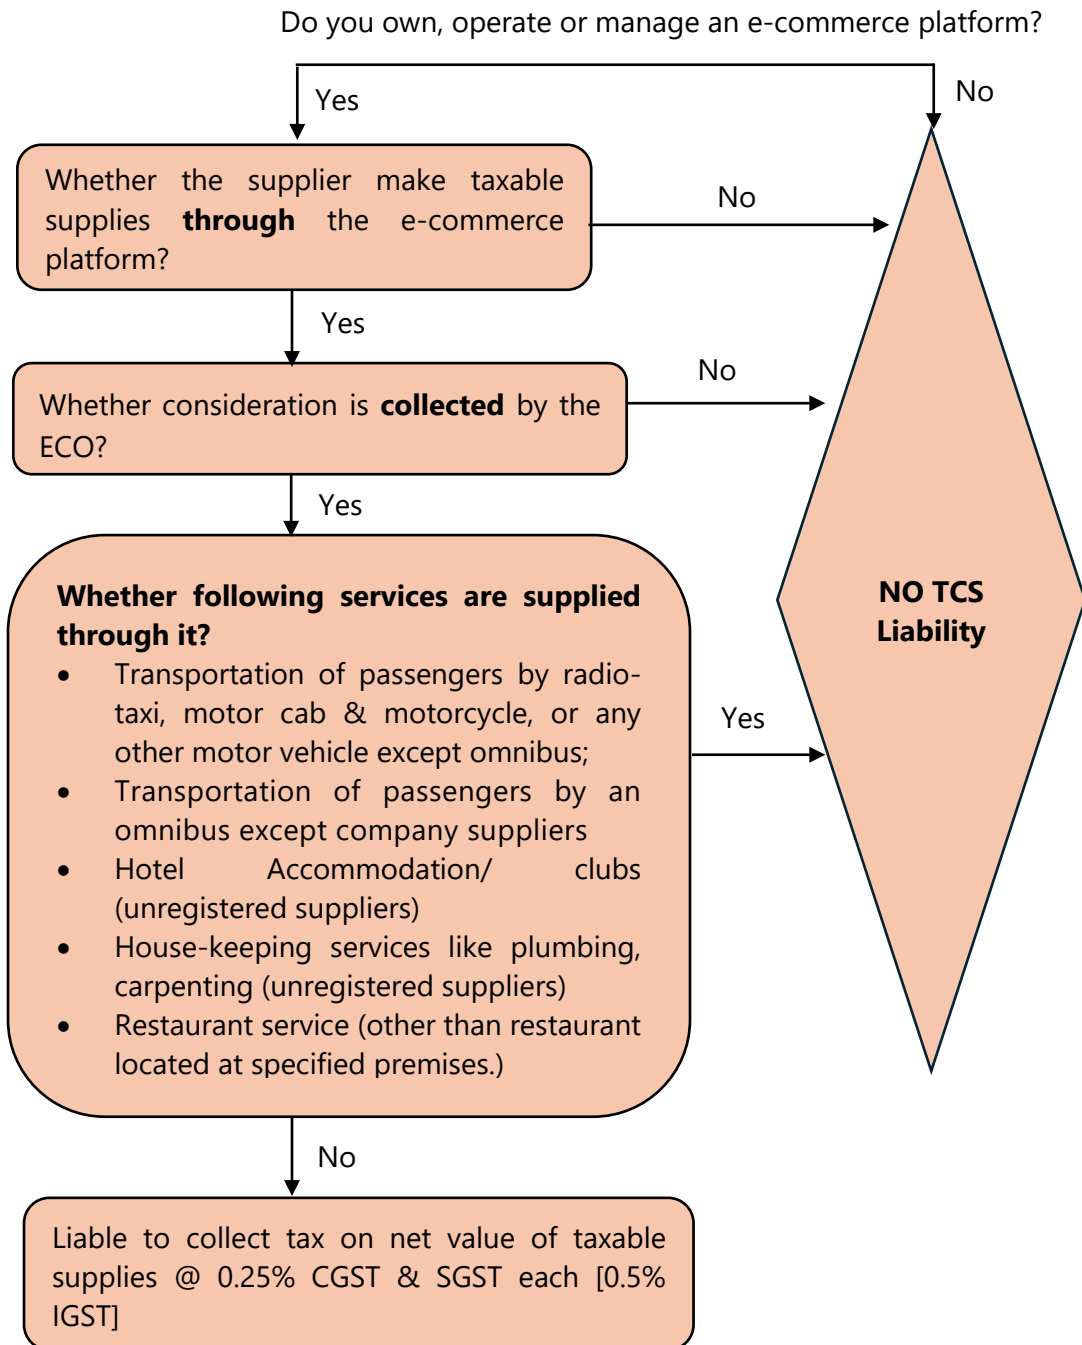 Do you own, operate or manage an e-commerce platform?
Yes
No
Whether the supplier make taxable
supplies through the e-commerce
platform?
No
Yes
Whether consideration is collected by the
ECO?
No
Yes
Whether following services are supplied
through it?
• Transportation of passengers by radio-
taxi, motor cab & motorcycle, or any
other motor vehicle except omnibus;
• Transportation of passengers by an
omnibus except company suppliers
• Hotel Accommodation/ clubs
(unregistered suppliers)
• House-keeping services like plumbing,
carpenting (unregistered suppliers)
• Restaurant service (other than restaurant
located at specified premises.)
Yes
NO TCS
Liability
No
Liable to collect tax on net value of taxable
supplies @ 0.25% CGST & SGST each [0.5%
IGST]